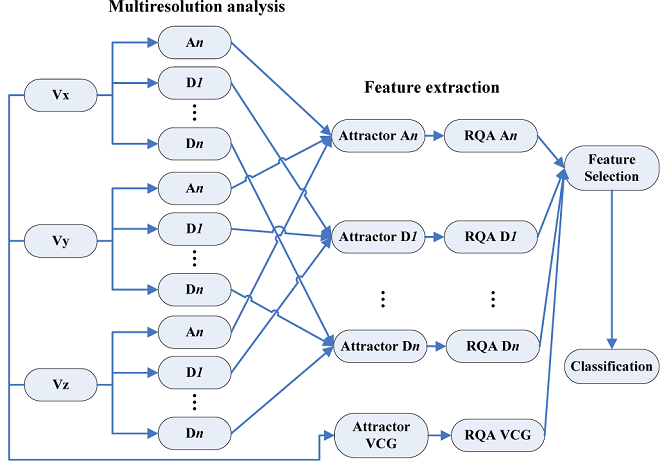 Multiresolution analysis
Feature extraction
Vx
An
D1
...
Dn
Vy
An
D1
...
Dn
Vz
An
D1
...
Dn
Attractor An
RQA An
Attractor D1
RQA D1
...
...
Attractor Dn
RQA Dn
Attractor
VCG
RQA VCG
Feature
Selection
Classification